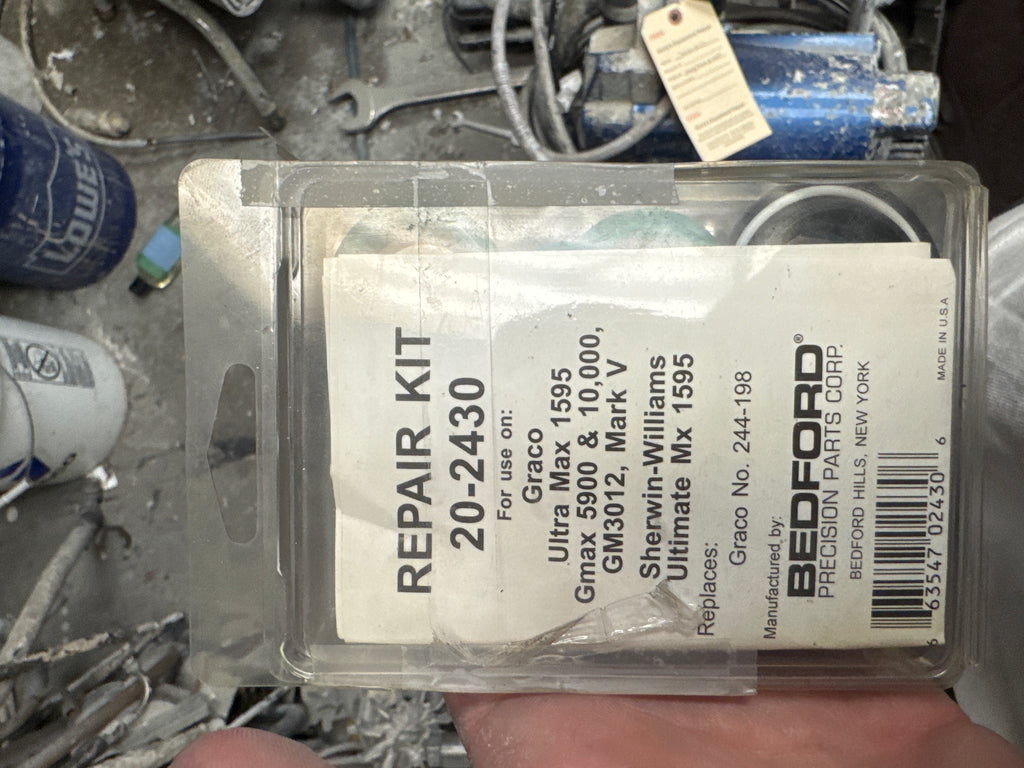 REPAIR KIT
20-2430
For use on:
Graco
Ultra Max 1595
Gmax 5900 & 10,000,
GM3012, Mark V
Sherwin-Williams
Ultimate Mx 1595
Replaces:
Graco No. 244-198
Manufactured by:
BEDFORD®
PRECISION PARTS CORP.
BEDFORD HILLS, NEW YORK
MADE IN U.S.A
6 63547 02430 6
LOWE'S